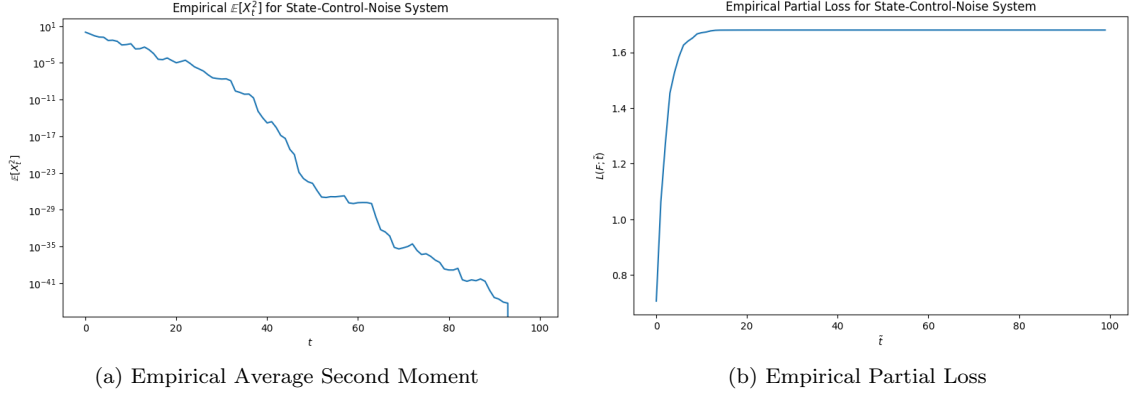 Empirical 𝔼[X_t^2] for State-Control-Noise System
𝔼[X_t^2]
10^1
10^-5
10^-11
10^-17
10^-23
10^-29
10^-35
10^-41
0 20 40 60 80 100
t
(a) Empirical Average Second Moment
Empirical Partial Loss for State-Control-Noise System
L(F; t̃)
1.6
1.4
1.2
1.0
0.8
0 20 40 60 80 100
t̃
(b) Empirical Partial Loss